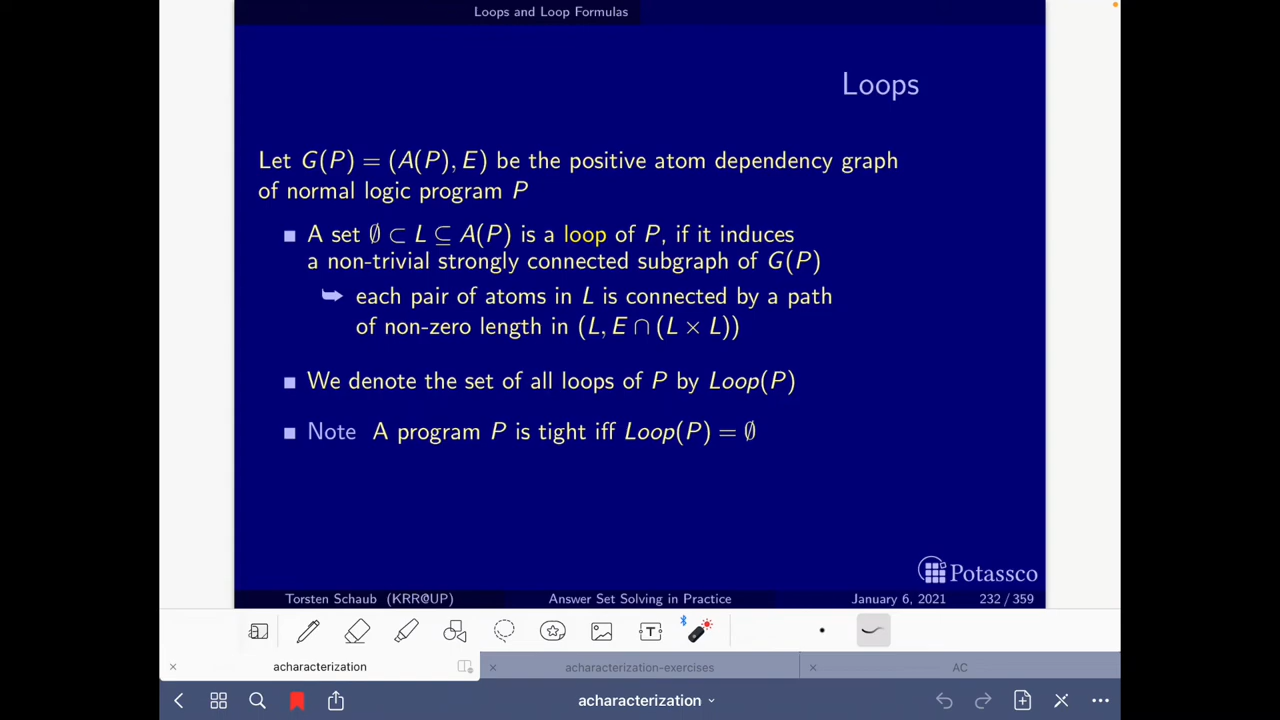 Loops and Loop Formulas
Loops
Let G(P) = (A(P), E) be the positive atom dependency graph
of normal logic program P
■ A set ∅ ⊂ L ⊆ A(P) is a loop of P, if it induces
a non-trivial strongly connected subgraph of G(P)
➥ each pair of atoms in L is connected by a path
of non-zero length in (L, E ∩ (L × L))
■ We denote the set of all loops of P by Loop(P)
■ Note A program P is tight iff Loop(P) = ∅
Potassco
Torsten Schaub (KRR@UP) Answer Set Solving in Practice January 6, 2021 232 / 359
T
acharacterization acharacterization-exercises AC
acharacterization